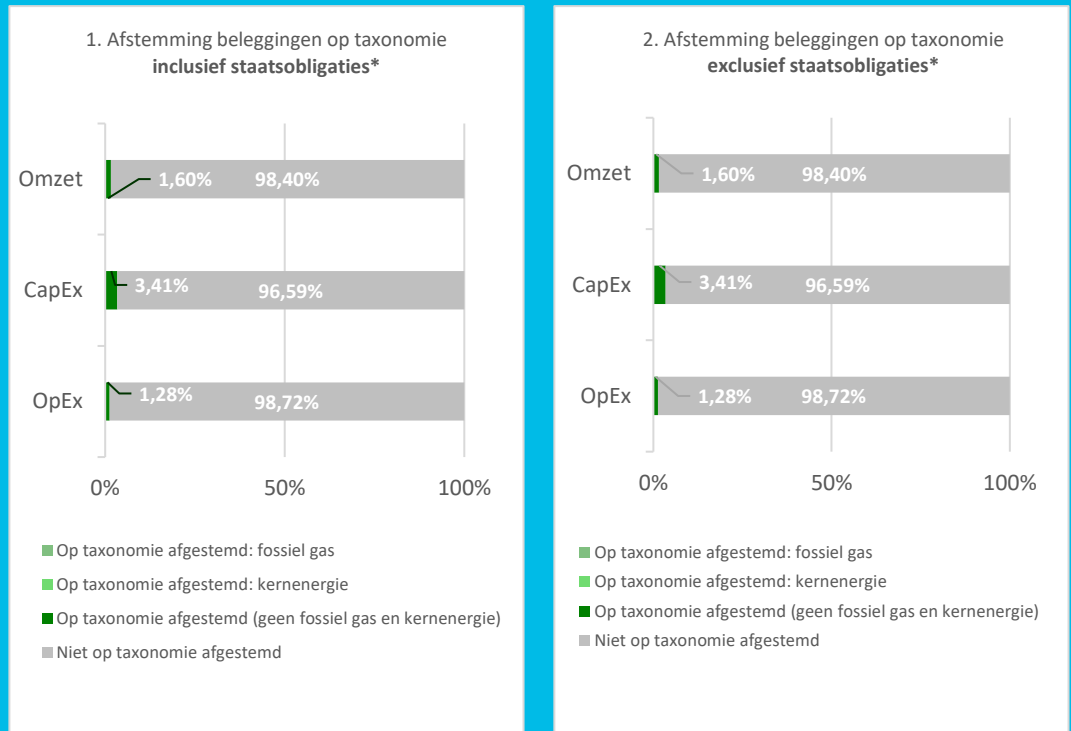 1. Afstemming beleggingen op taxonomie
inclusief staatsobligaties*
Omzet
1,60%
98,40%
CapEx
3,41%
96,59%
OpEx
1,28%
98,72%
0%
50%
100%
Op taxonomie afgestemd: fossiel gas
Op taxonomie afgestemd: kernenergie
Op taxonomie afgestemd (geen fossiel gas en kernenergie)
Niet op taxonomie afgestemd
2. Afstemming beleggingen op taxonomie
exclusief staatsobligaties*
Omzet
1,60%
98,40%
CapEx
3,41%
96,59%
OpEx
1,28%
98,72%
0%
50%
100%
Op taxonomie afgestemd: fossiel gas
Op taxonomie afgestemd: kernenergie
Op taxonomie afgestemd (geen fossiel gas en kernenergie)
Niet op taxonomie afgestemd